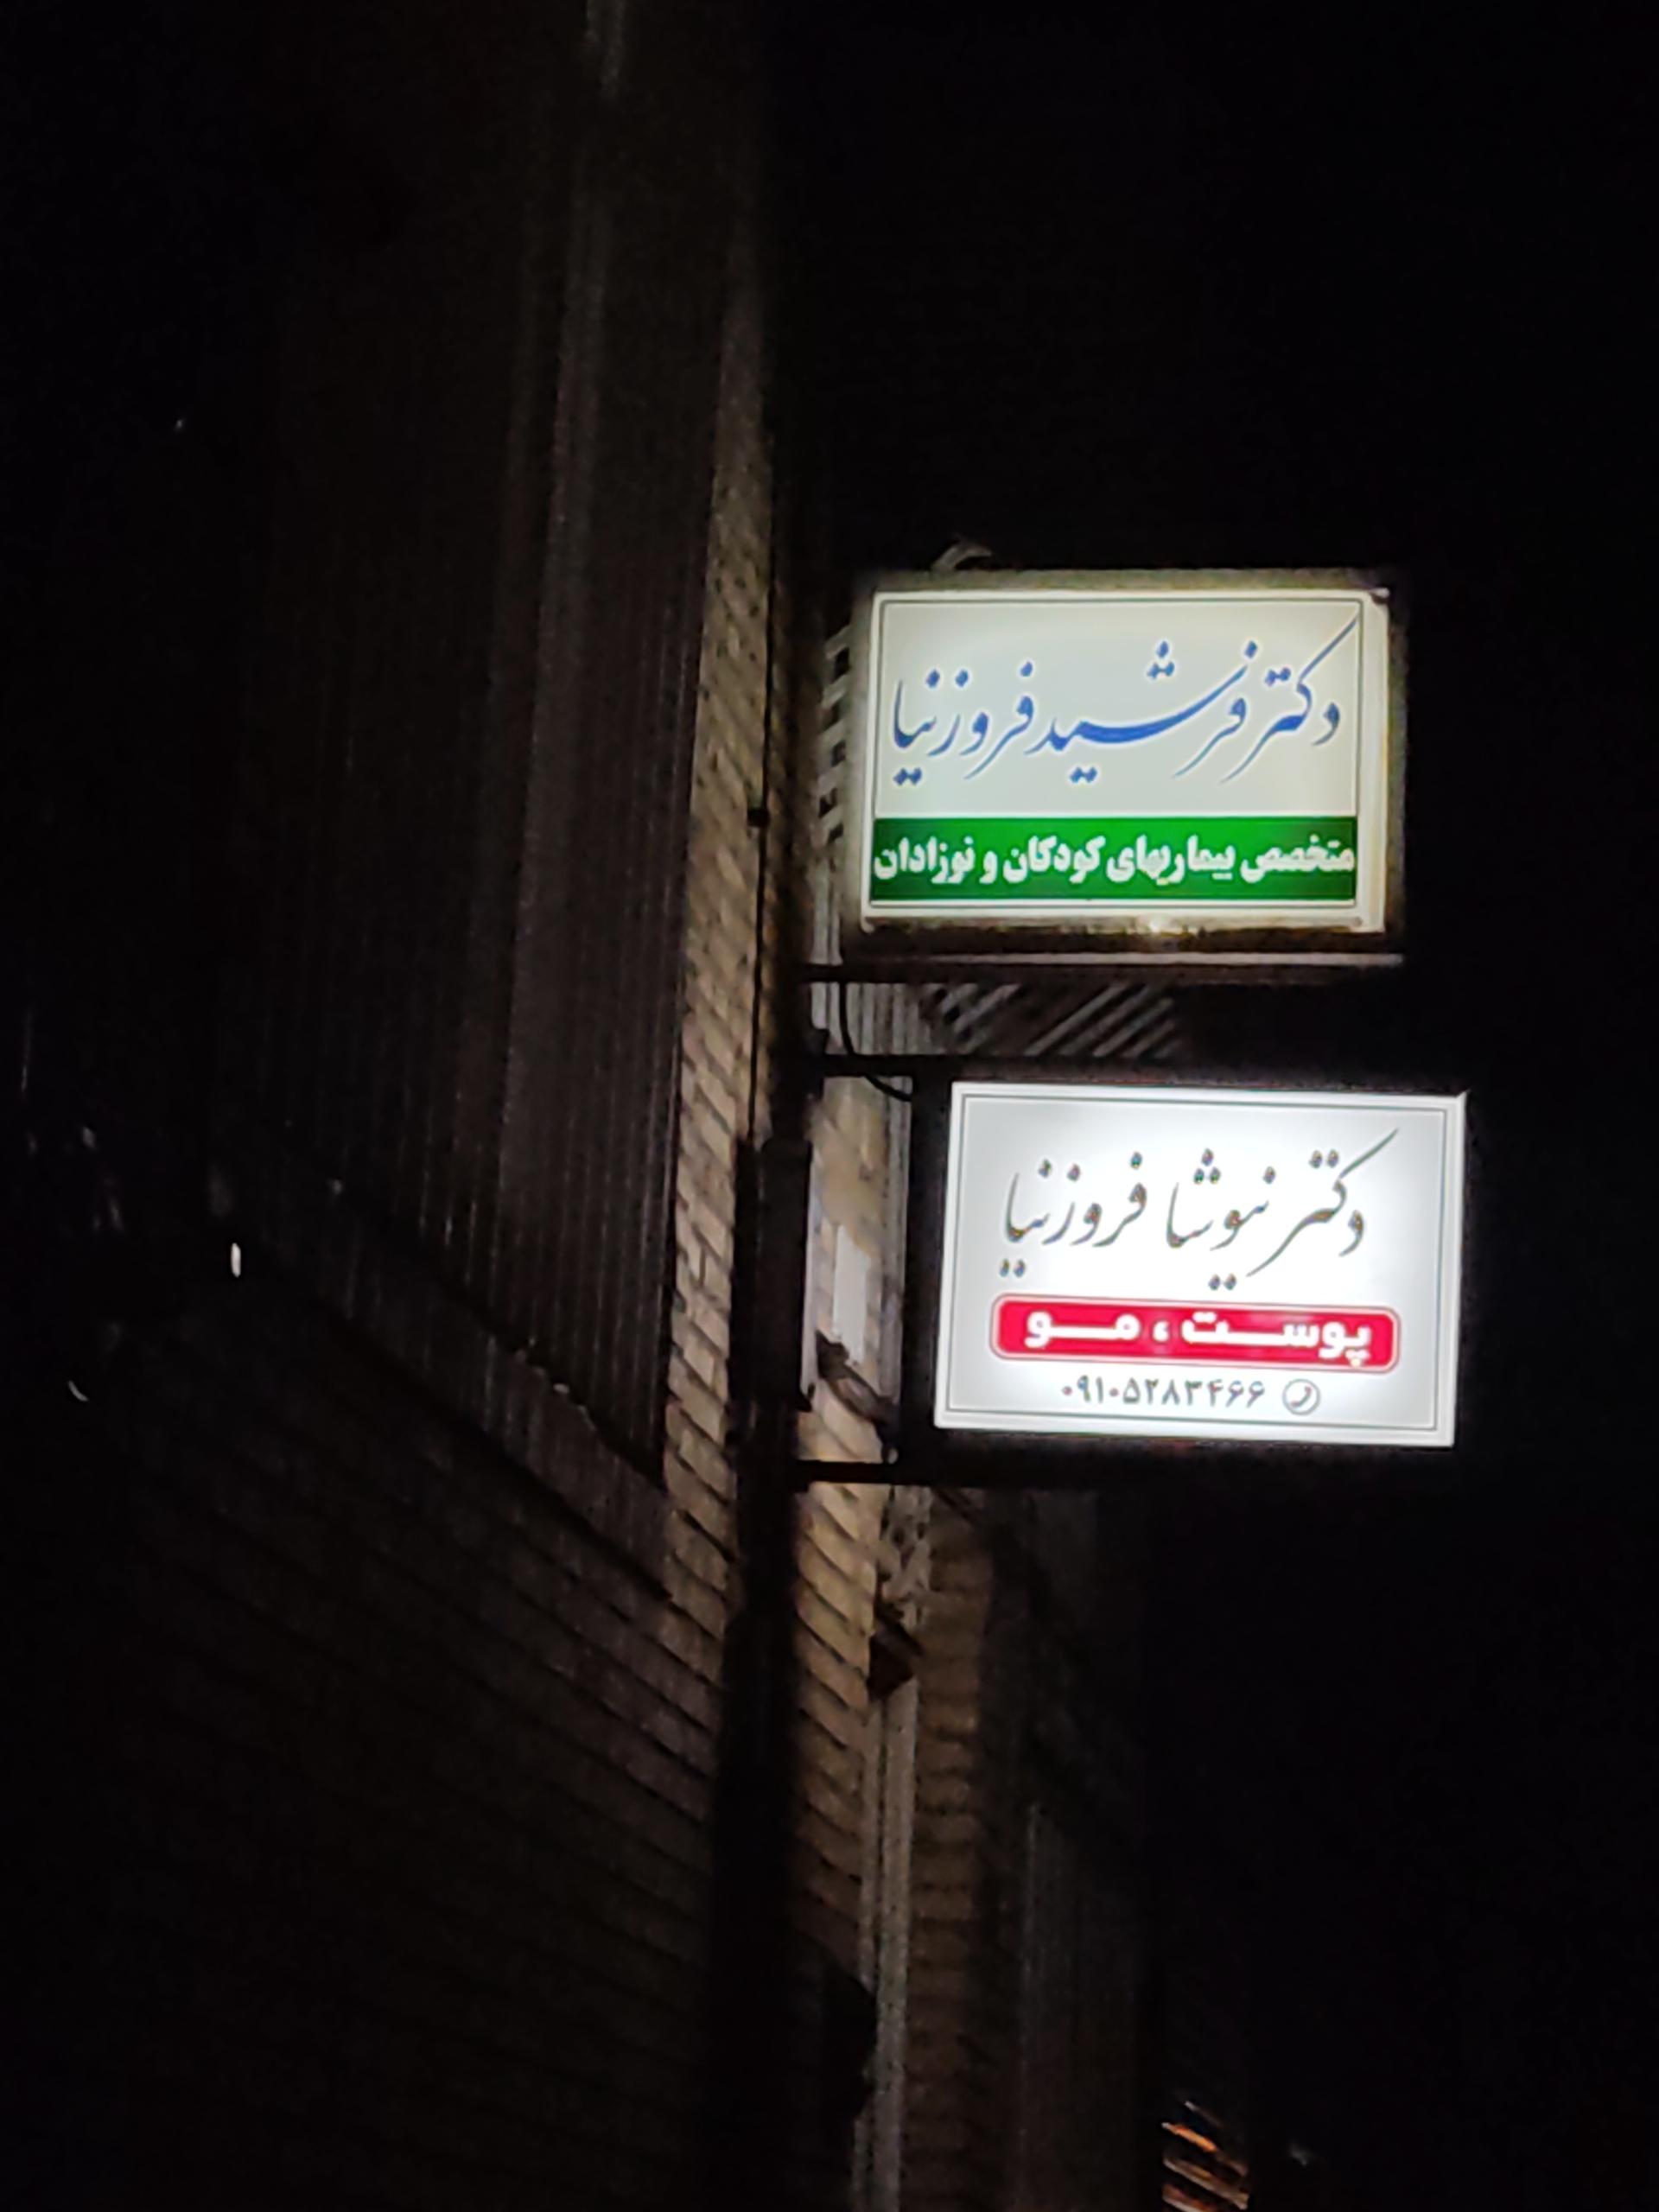 دکتر فرشید فروزنیا
متخصص بیماریهای کودکان و نوزادان
دکتر نیوشا فروزنیا
پوست ، مو
۰۹۱۰۵۲۸۳۴۶۶